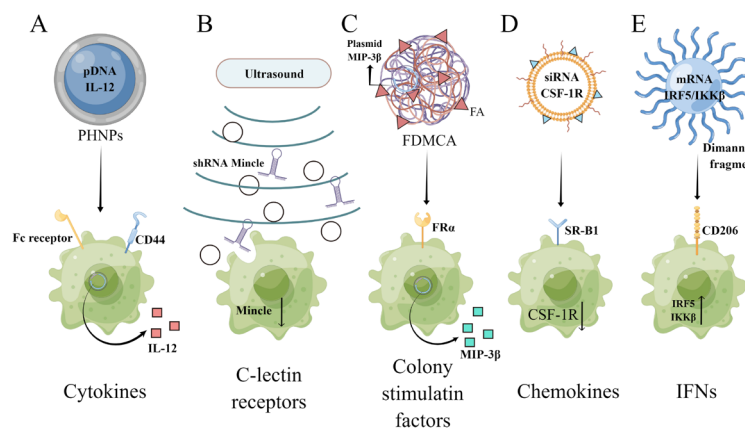 A
pDNA
IL-12
PHNPs
Fc receptor
CD44
IL-12
Cytokines
B
Ultrasound
shRNA Mincle
Mincle
C-lectin
receptors
C
Plasmid
MIP-3β
FA
FDMCA
FRα
MIP-3β
Colony
stimulatin
factors
D
siRNA
CSF-1R
SR-B1
CSF-1R
Chemokines
E
mRNA
IRF5/IKKβ
Dimann
fragme
CD206
IRF5
IKKβ
IFNs